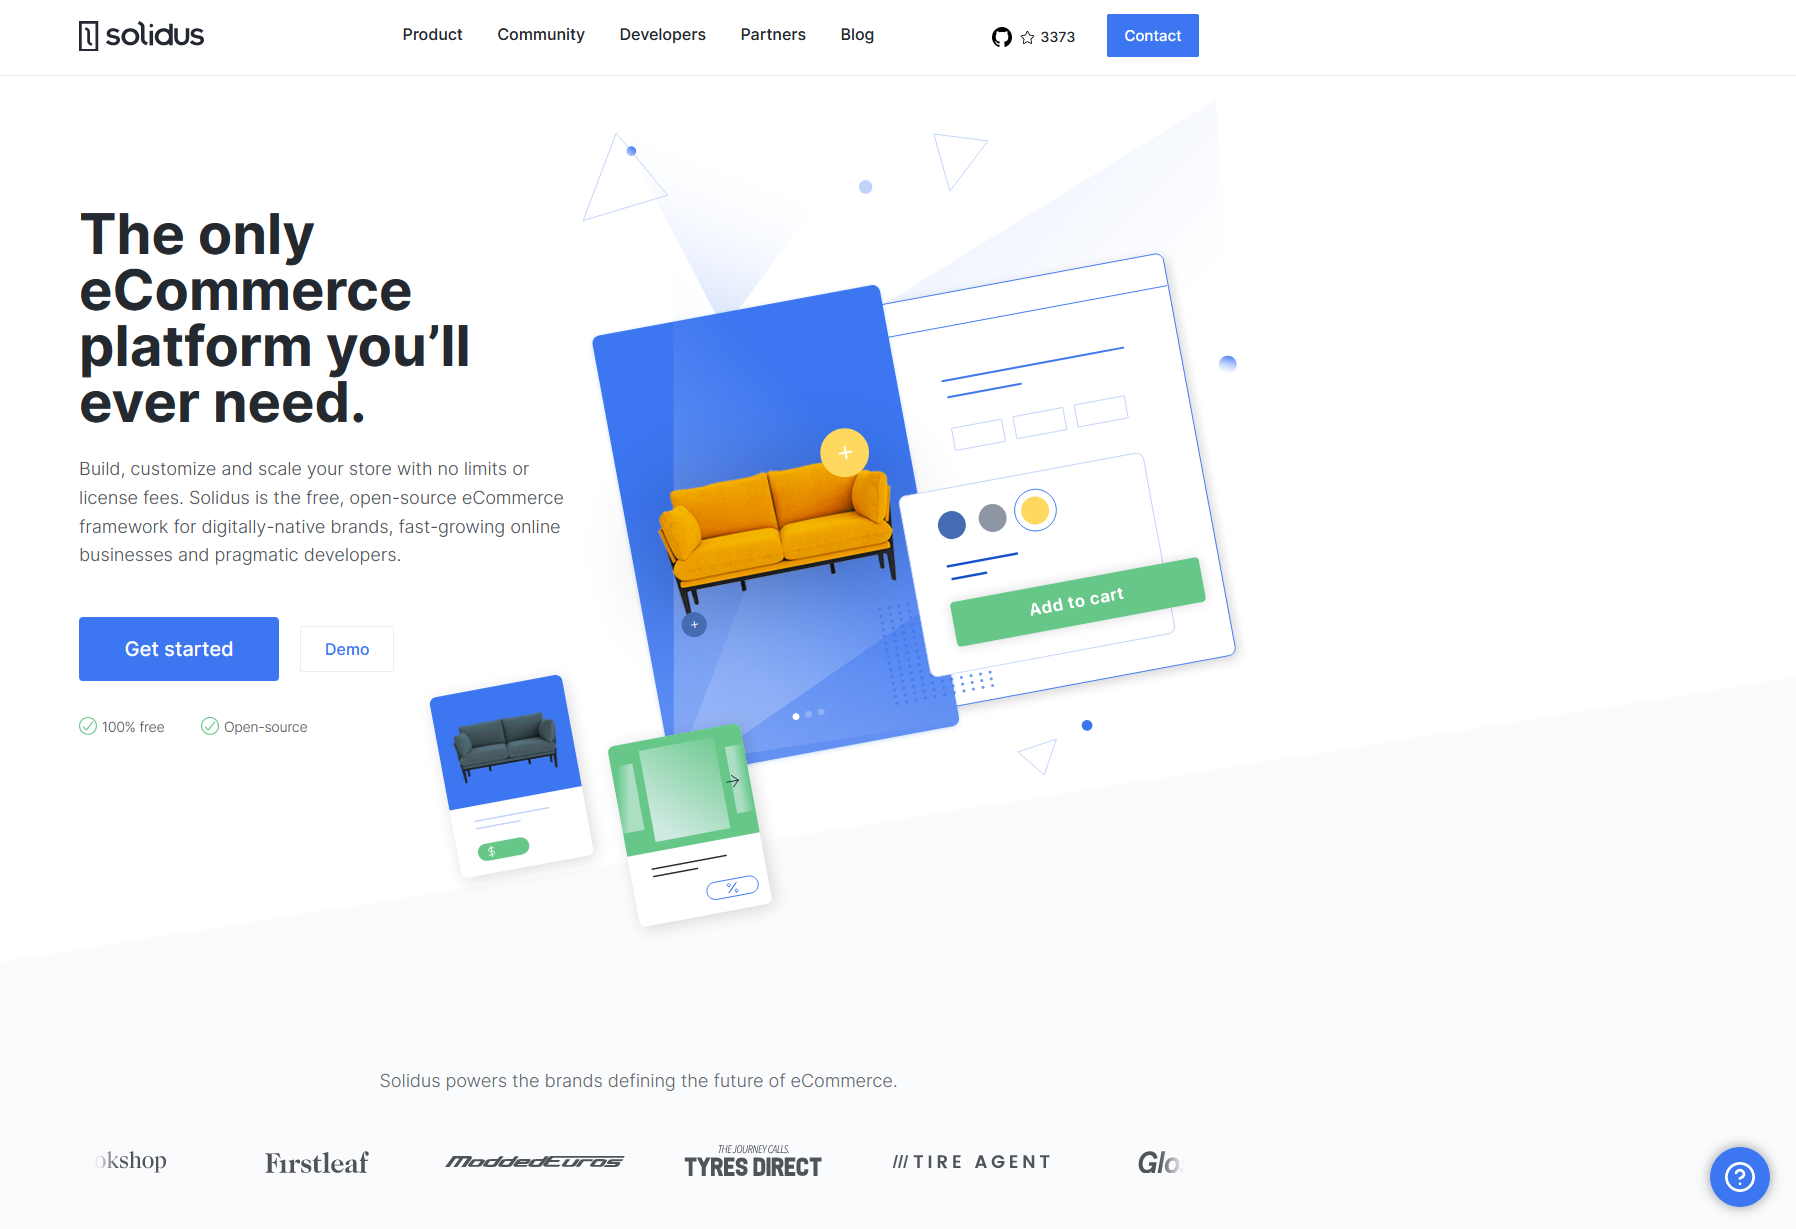 solidus
Product
Community
Developers
Partners
Blog
3373
Contact
The only
eCommerce
platform you’ll
ever need.
Build, customize and scale your store with no limits or
license fees. Solidus is the free, open-source eCommerce
framework for digitally-native brands, fast-growing online
businesses and pragmatic developers.
Get started
Demo
100% free
Open-source
+
+
Add to cart
$
%
Solidus powers the brands defining the future of eCommerce.
okshop
Firstleaf
ModdedEuros
THE JOURNEY CALLS.
TYRES DIRECT
/// TIRE AGENT
Glo
?